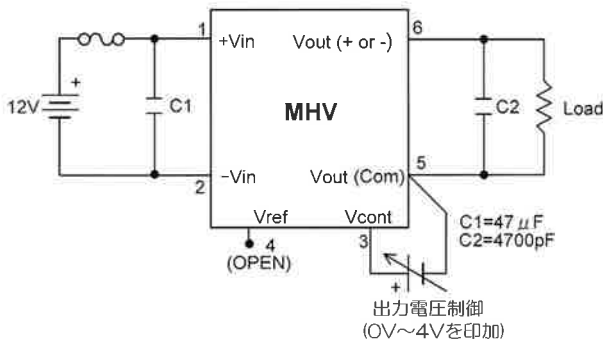 1
+Vin
Vout (+ or -)
6
+
12V
C1
MHV
C2
Load
2
−Vin
Vout (Com)
5
Vref
Vcont
4
(OPEN)
3
C1=47μF
C2=4700pF
+
出力電圧制御
(0V～4Vを印加)